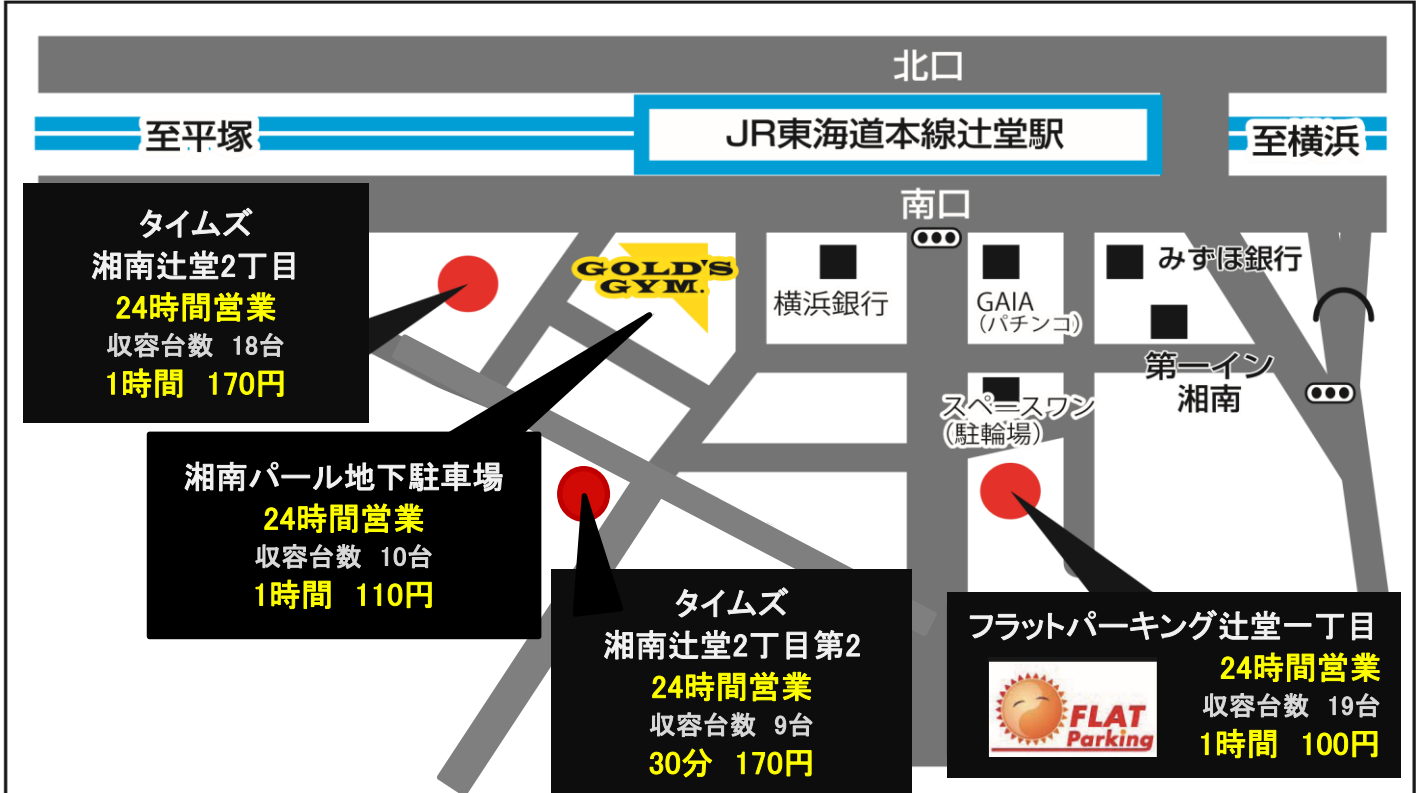 北口
JR東海道本線辻堂駅
至平塚
至横浜
南口
タイムズ
湘南辻堂2丁目
24時間営業
収容台数 18台
1時間 170円
GOLD'S
GYM.
横浜銀行
GAIA
(パチンコ)
みずほ銀行
第一イン
湘南
スペースワン
(駐輪場)
湘南パール地下駐車場
24時間営業
収容台数 10台
1時間 110円
タイムズ
湘南辻堂2丁目第2
24時間営業
収容台数 9台
30分 170円
フラットパーキング辻堂一丁目
FLAT
Parking
24時間営業
収容台数 19台
1時間 100円